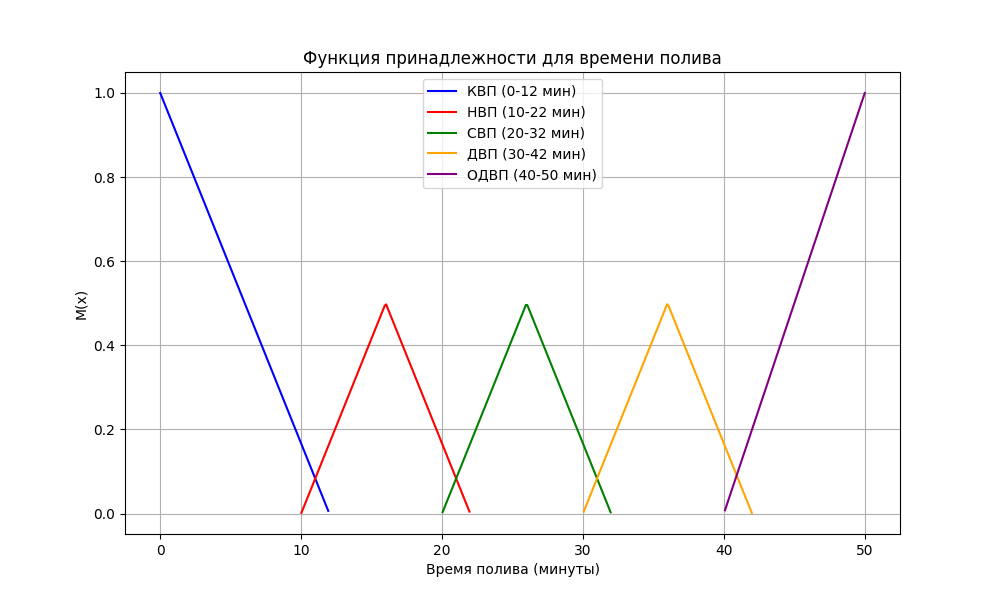 Функция принадлежности для времени полива
КВП (0-12 мин)
НВП (10-22 мин)
СВП (20-32 мин)
ДВП (30-42 мин)
ОДВП (40-50 мин)
M(x)
1.0
0.8
0.6
0.4
0.2
0.0
0 10 20 30 40 50
Время полива (минуты)